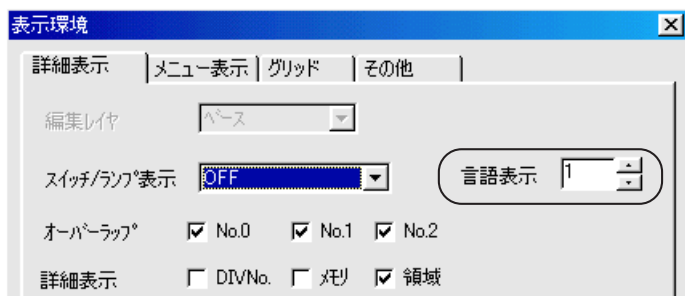 表示環境
詳細表示 メニュー表示 グリッド その他
編集レイヤ ベース
スイッチ/ランプ表示 OFF 言語表示 1
オーバーラップ No.0 No.1 No.2
詳細表示 DIVNo. メモリ 領域